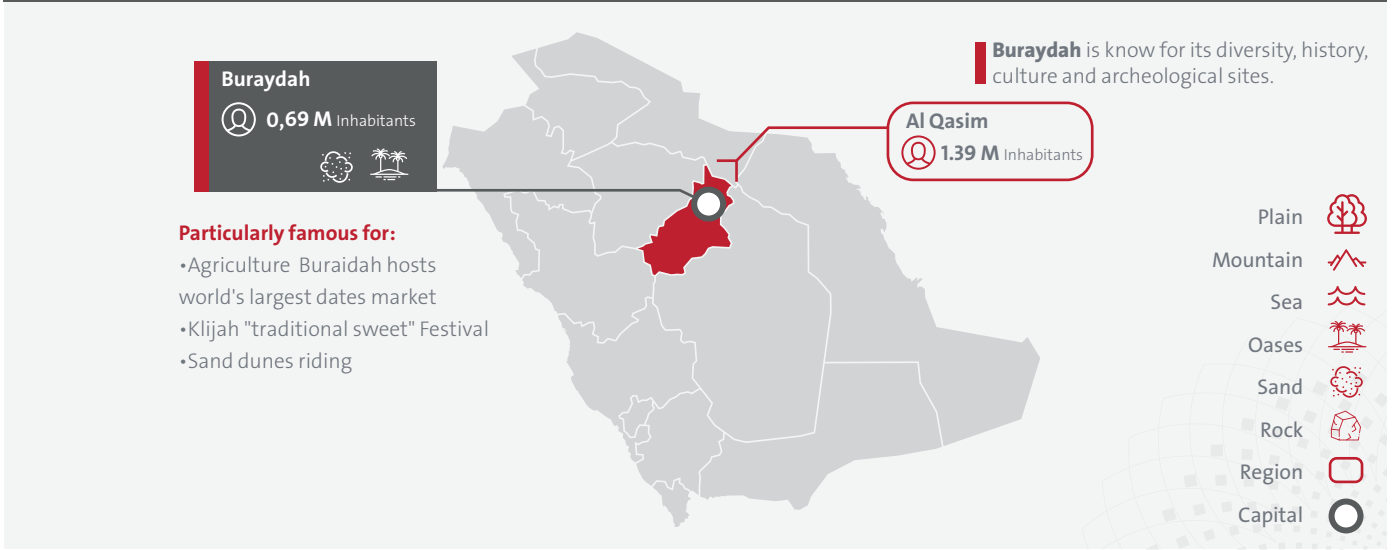 Buraydah is know for its diversity, history,
culture and archeological sites.
Buraydah
0,69 M Inhabitants
Al Qasim
1.39 M Inhabitants
Particularly famous for:
•Agriculture Buraidah hosts
world's largest dates market
•Klijah "traditional sweet" Festival
•Sand dunes riding
Plain
Mountain
Sea
Oases
Sand
Rock
Region
Capital